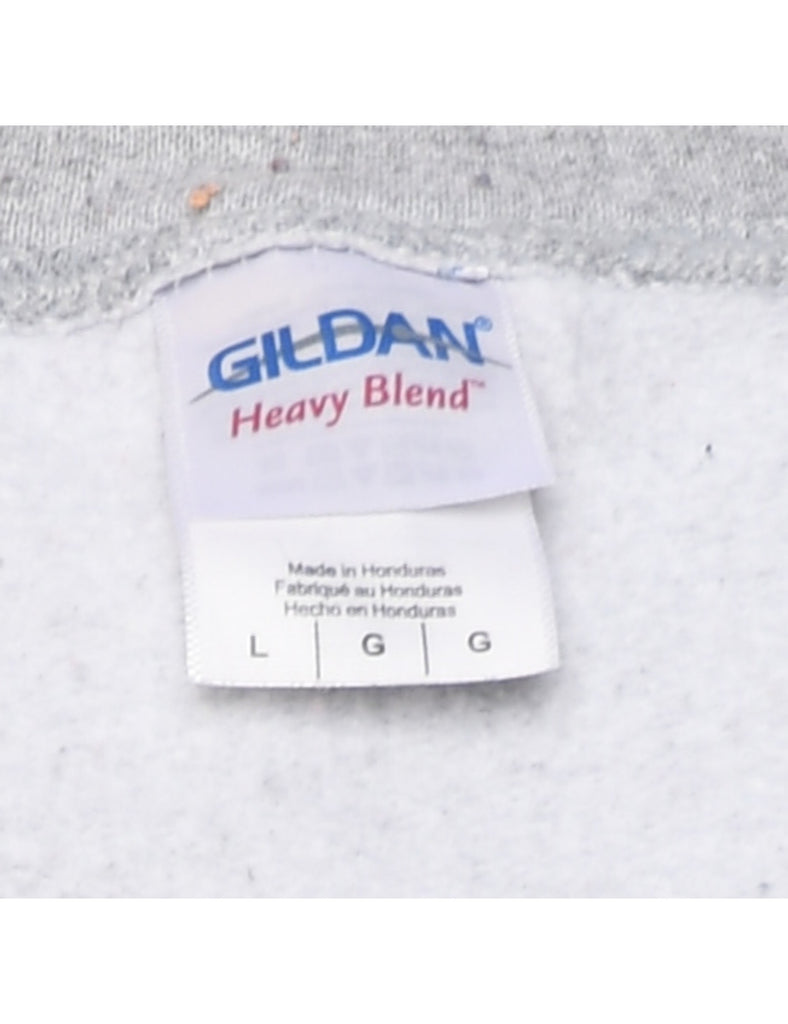 GILDAN®
Heavy Blend™
Made in Honduras
Fabriqué au Honduras
Hecho en Honduras
L | G | G